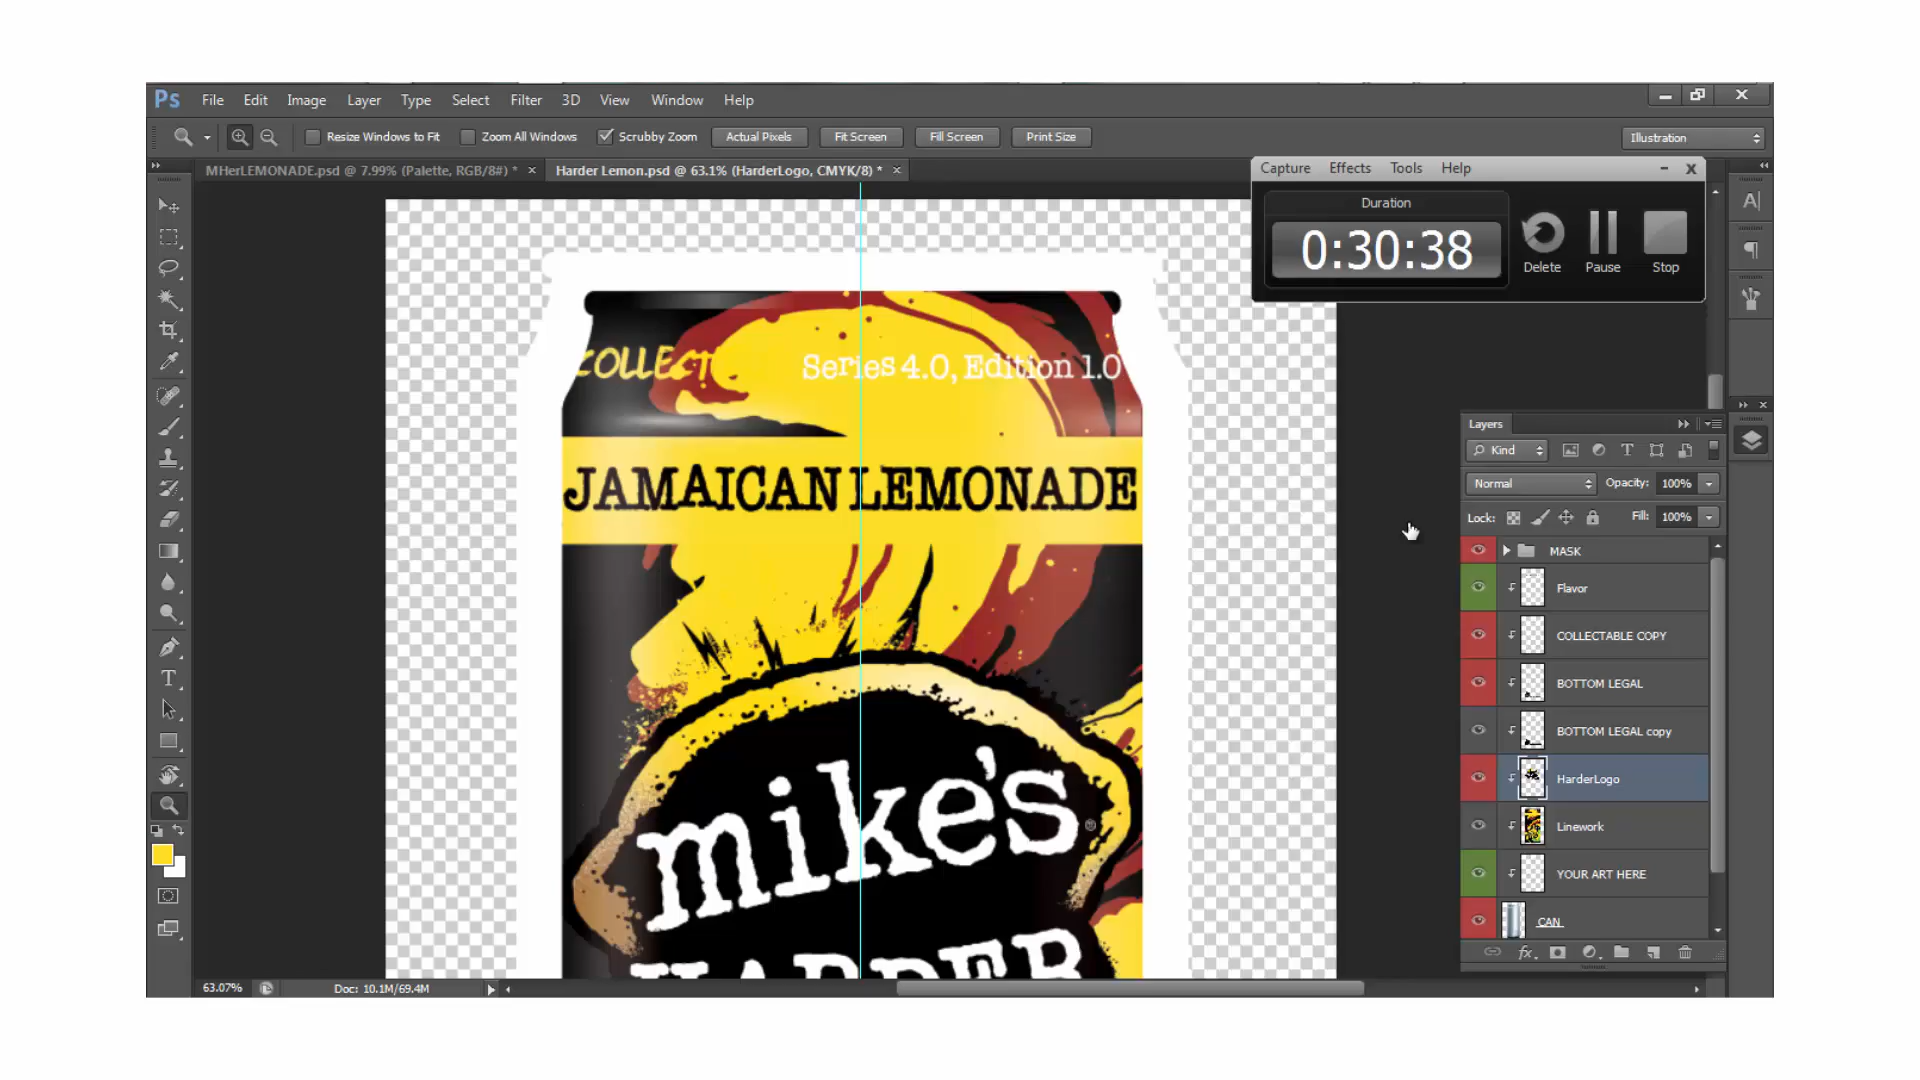 Ps File Edit Image Layer Type Select Filter 3D View Window Help
Resize Windows to Fit Zoom All Windows Scrubby Zoom Actual Pixels Fit Screen Fill Screen Print Size Illustration
MHerLEMONADE.psd @ 7.99% (Palette, RGB/8#) * Harder Lemon.psd @ 63.1% (HarderLogo, CMYK/8) *
Capture Effects Tools Help
Duration
0:30:38
Delete Pause Stop
COLLECT Series 4.0, Edition 1.0
JAMAICAN LEMONADE
mike's ®
HARDER
Layers
Kind
Normal Opacity: 100%
Lock: Fill: 100%
MASK
Flavor
COLLECTABLE COPY
BOTTOM LEGAL
BOTTOM LEGAL copy
HarderLogo
Linework
YOUR ART HERE
CAN
63.07% Doc: 10.1M/69.4M